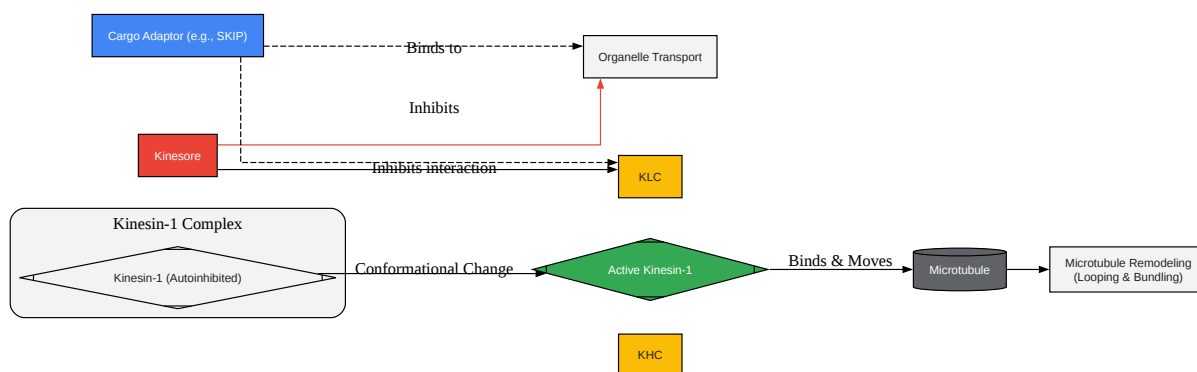 Cargo Adaptor (e.g., SKIP)
Binds to
Organelle Transport
Inhibits
Kinesore
Inhibits interaction
KLC
Kinesin-1 Complex
Kinesin-1 (Autoinhibited)
Conformational Change
Active Kinesin-1
Binds & Moves
Microtubule
Microtubule Remodeling
(Looping & Bundling)
KHC